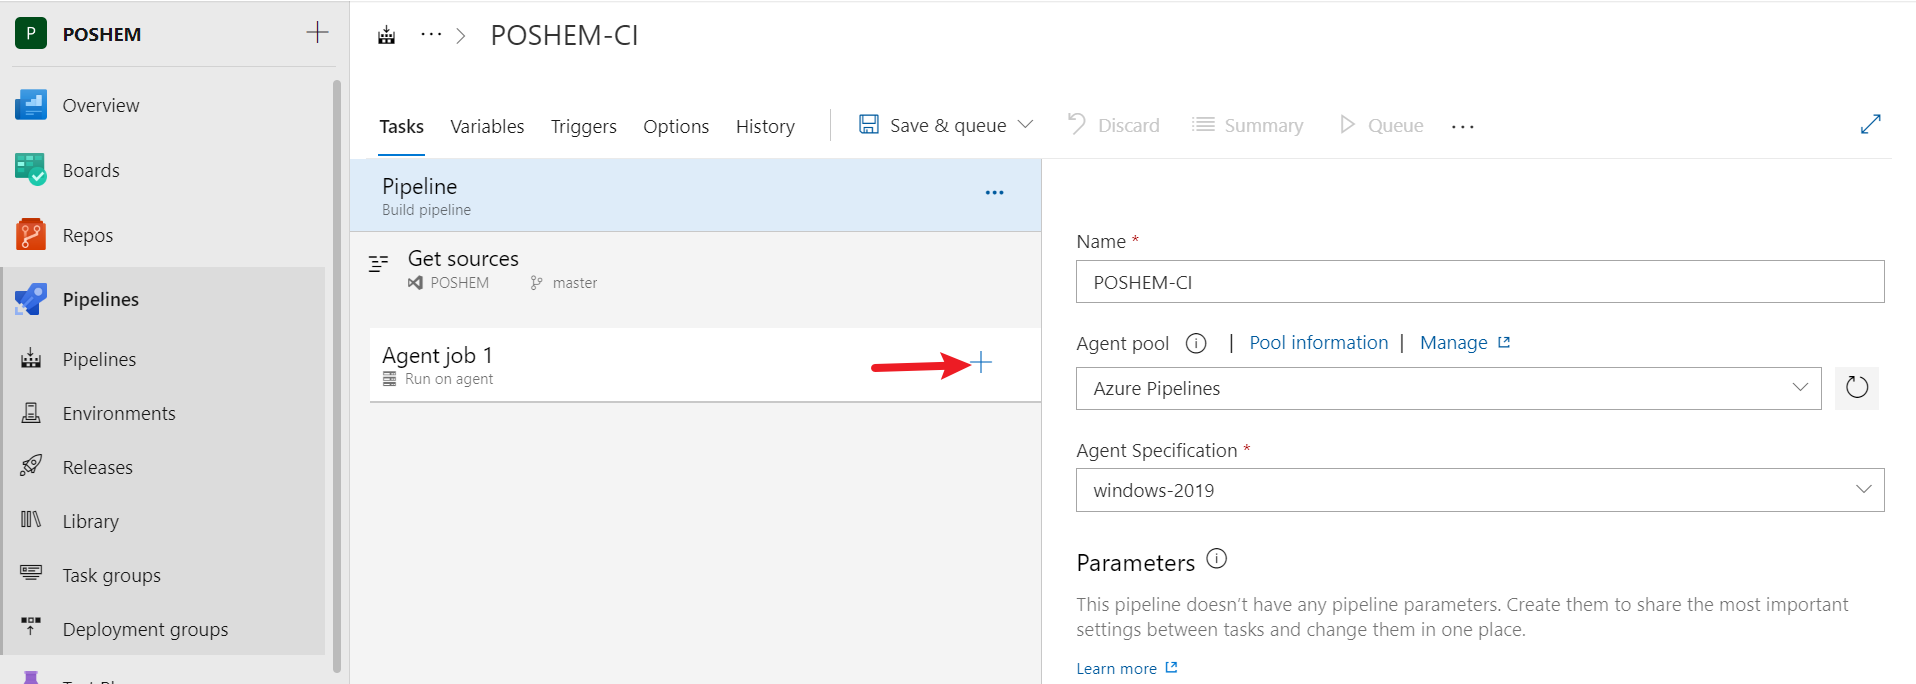 P POSHEM
Overview
Boards
Repos
Pipelines
Pipelines
Environments
Releases
Library
Task groups
Deployment groups
POSHEM-CI
Tasks Variables Triggers Options History Save & queue Discard Summary Queue
Pipeline
Build pipeline
Get sources
POSHEM master
Agent job 1
Run on agent
Name *
POSHEM-CI
Agent pool | Pool information | Manage
Azure Pipelines
Agent Specification *
windows-2019
Parameters
This pipeline doesn't have any pipeline parameters. Create them to share the most important
settings between tasks and change them in one place.
Learn more